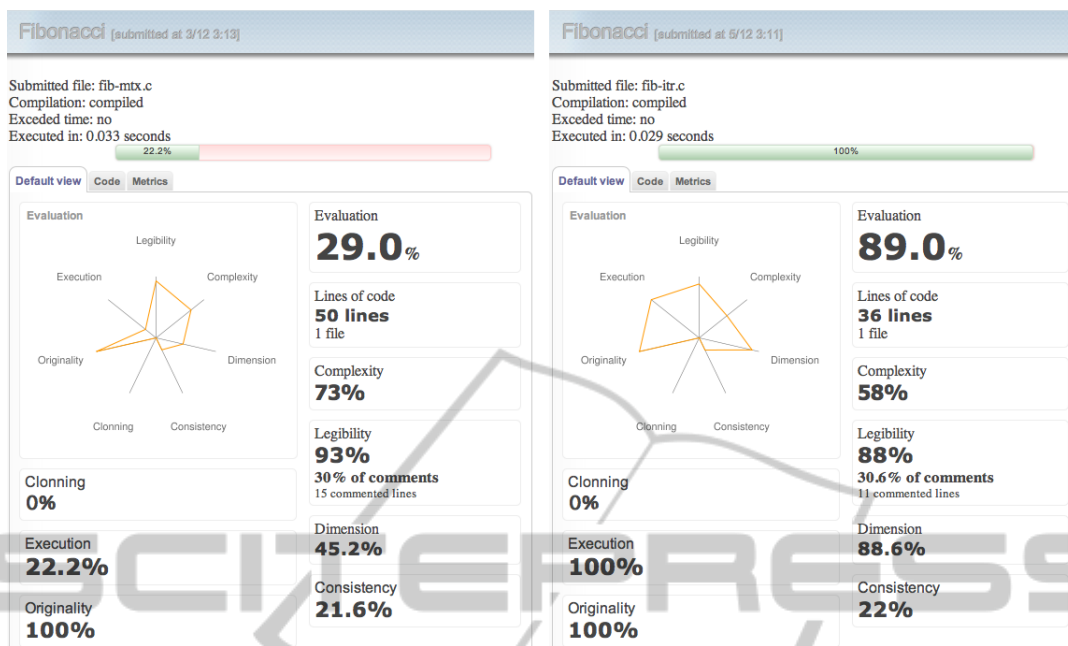 Fibonacci [submitted at 3/12 3:13]
Submitted file: fib-mtx.c
Compilation: compiled
Exceded time: no
Executed in: 0.033 seconds
22.2%
Default view Code Metrics
Evaluation
Legibility
Execution
Complexity
Originality
Dimension
Clonning
Consistency
Clonning
0%
Execution
22.2%
Originality
100%
Evaluation
29.0%
Lines of code
50 lines
1 file
Complexity
73%
Legibility
93%
30% of comments
15 commented lines
Dimension
45.2%
Consistency
21.6%
Fibonacci [submitted at 5/12 3:11]
Submitted file: fib-itr.c
Compilation: compiled
Exceded time: no
Executed in: 0.029 seconds
100%
Default view Code Metrics
Evaluation
Legibility
Execution
Complexity
Originality
Dimension
Clonning
Consistency
Clonning
0%
Execution
100%
Originality
100%
Evaluation
89.0%
Lines of code
36 lines
1 file
Complexity
58%
Legibility
88%
30.6% of comments
11 commented lines
Dimension
88.6%
Consistency
22%
SCITEPRESS